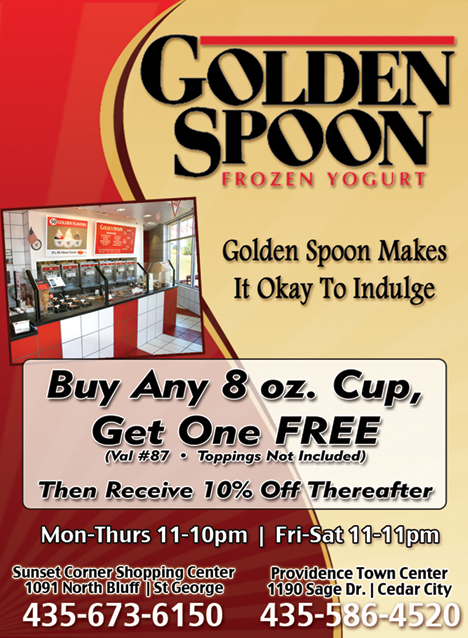 GOLDEN
SPOON
FROZEN YOGURT
Golden Spoon Makes
It Okay To Indulge
Buy Any 8 oz. Cup,
Get One FREE
(Val #87 • Toppings Not Included)
Then Receive 10% Off Thereafter
Mon-Thurs 11-10pm | Fri-Sat 11-11pm
Sunset Corner Shopping Center
1091 North Bluff | St George
435-673-6150
Providence Town Center
1190 Sage Dr. | Cedar City
435-586-4520